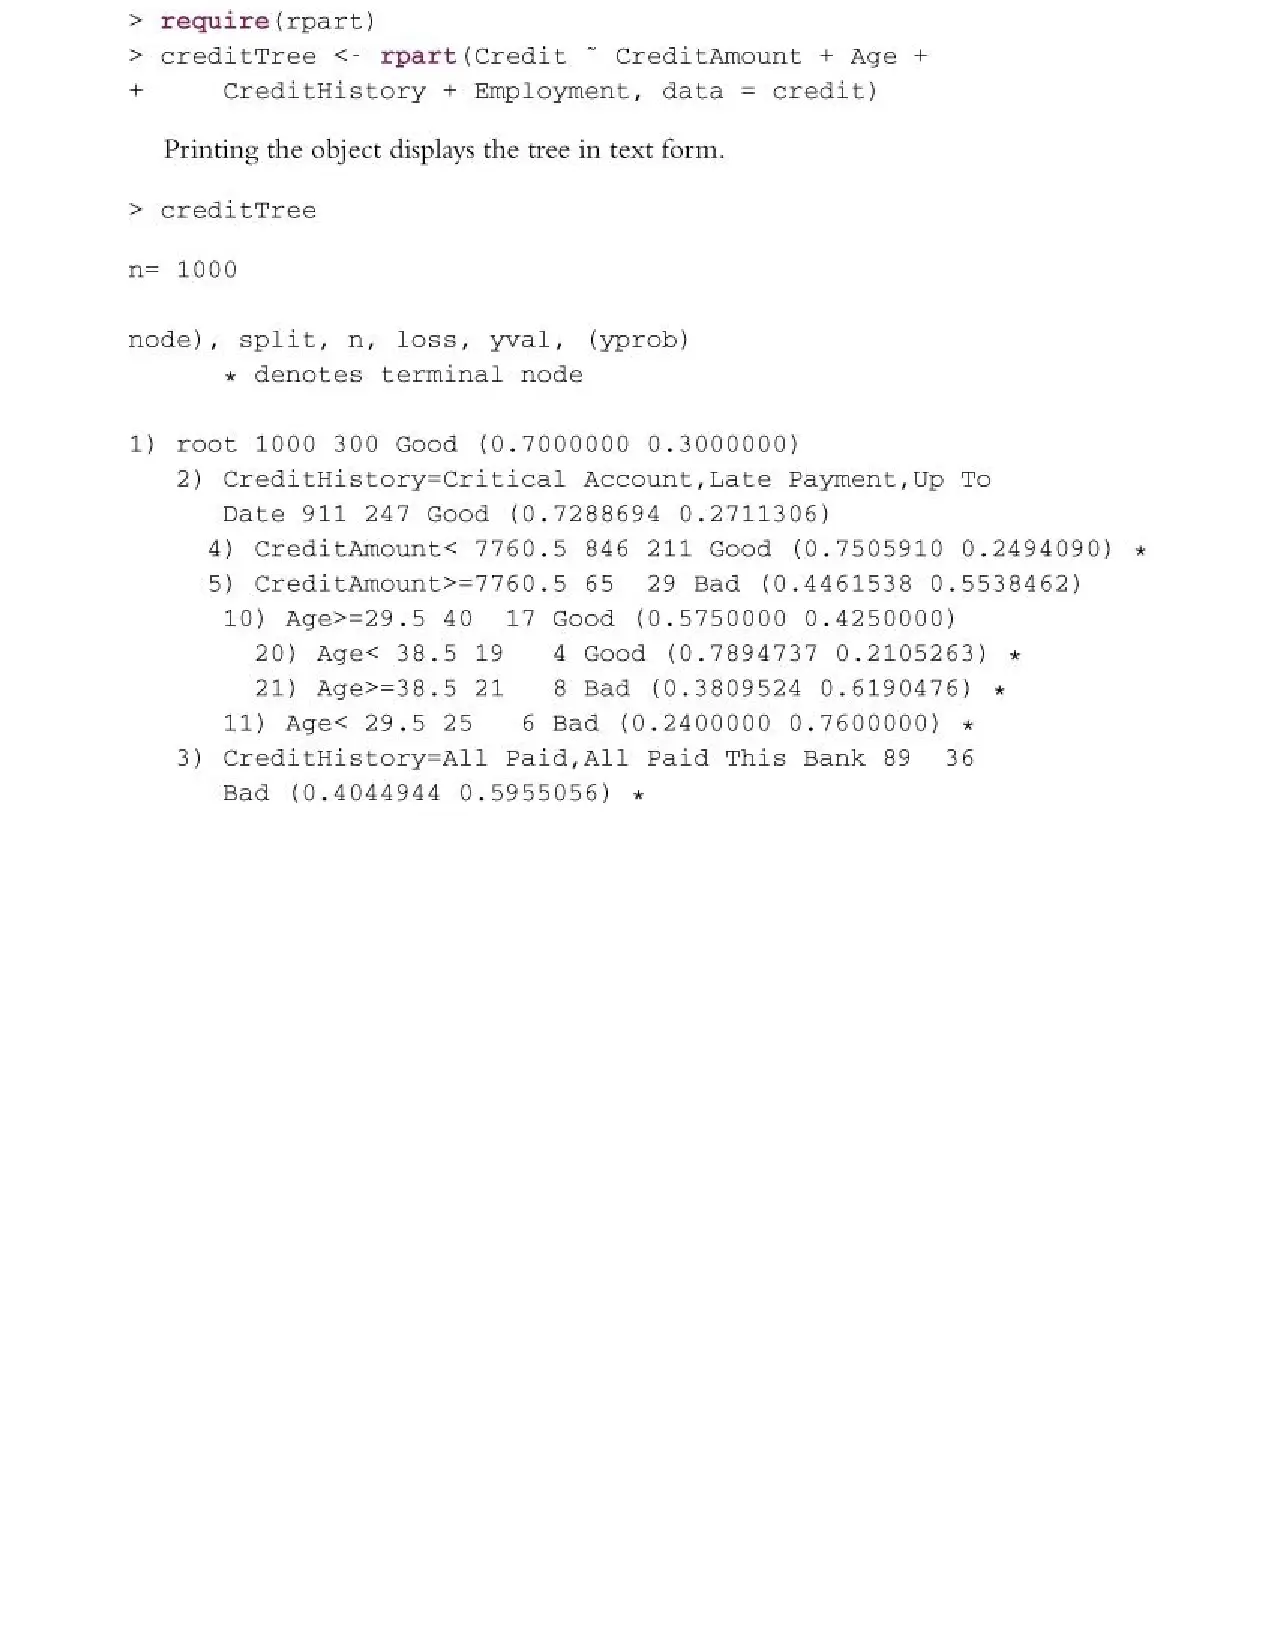 > require(rpart)
> creditTree <- rpart(Credit ˜ CreditAmount + Age +
+     CreditHistory + Employment, data = credit)
Printing the object displays the tree in text form.
> creditTree
n= 1000
node), split, n, loss, yval, (yprob)
      * denotes terminal node
1) root 1000 300 Good (0.7000000 0.3000000)
   2) CreditHistory=Critical Account,Late Payment,Up To
      Date 911 247 Good (0.7288694 0.2711306)
     4) CreditAmount< 7760.5 846 211 Good (0.7505910 0.2494090) *
     5) CreditAmount>=7760.5 65  29 Bad (0.4461538 0.5538462)
      10) Age>=29.5 40  17 Good (0.5750000 0.4250000)
        20) Age< 38.5 19   4 Good (0.7894737 0.2105263) *
        21) Age>=38.5 21   8 Bad (0.3809524 0.6190476) *
      11) Age< 29.5 25   6 Bad (0.2400000 0.7600000) *
   3) CreditHistory=All Paid,All Paid This Bank 89  36
      Bad (0.4044944 0.5955056) *